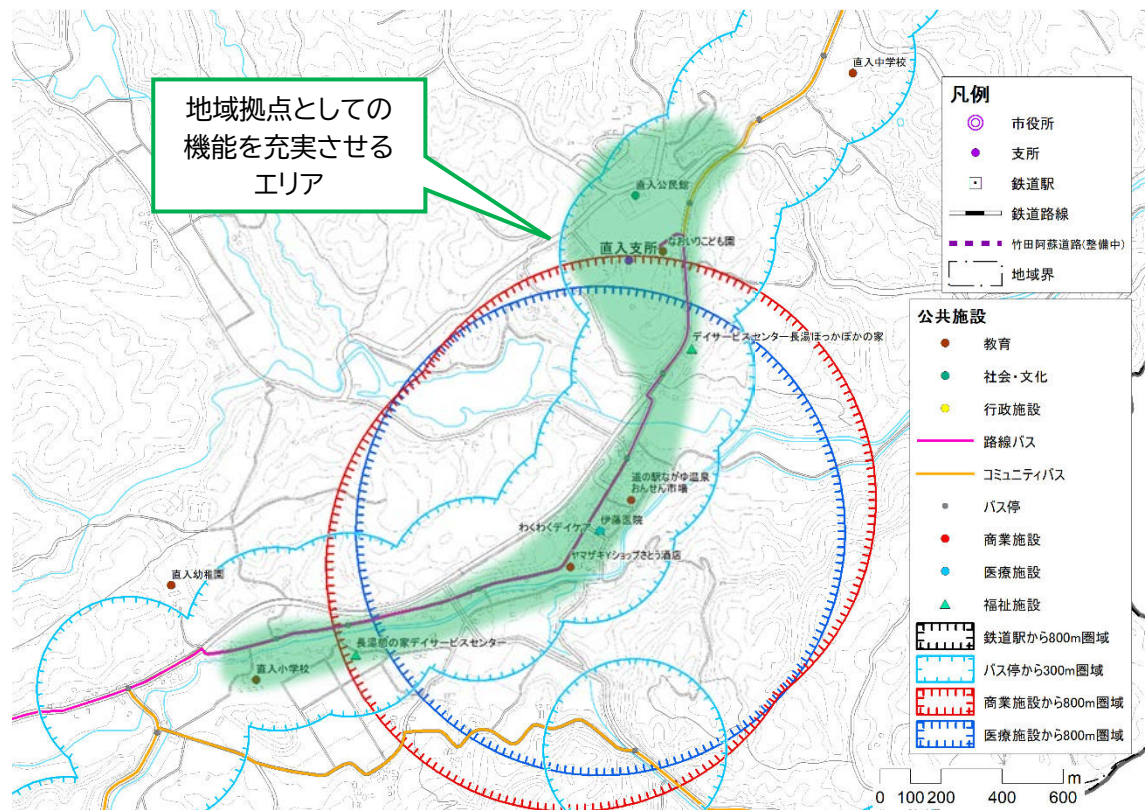 地域拠点としての
機能を充実させる
エリア
直入中学校
直入公民館
なおいりこども園
直入支所
デイサービスセンター長湯ほっかぽかの家
道の駅ながゆ温泉
おんせん市場
わくわくデイケア
伊藤医院
ヤマザキYショップさとう酒店
直入幼稚園
長湯憩の家デイサービスセンター
直入小学校
凡例
市役所
支所
鉄道駅
鉄道路線
竹田阿蘇道路(整備中)
地域界
公共施設
教育
社会・文化
行政施設
路線バス
コミュニティバス
バス停
商業施設
医療施設
福祉施設
鉄道駅から800m圏域
バス停から300m圏域
商業施設から800m圏域
医療施設から800m圏域
m
0 100 200 400 600